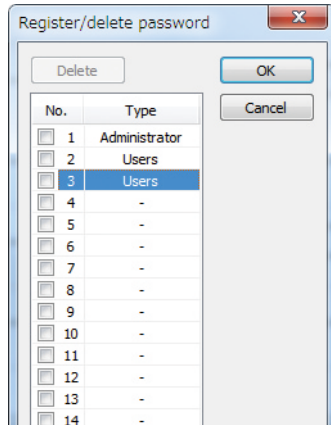 Register/delete password
x
Delete
OK
Cancel
No. Type
1 Administrator
2 Users
3 Users
4 -
5 -
6 -
7 -
8 -
9 -
10 -
11 -
12 -
13 -
14 -